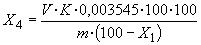 X₄ = V · K · 0,003545 · 100 · 100 / m · (100 - X₁)